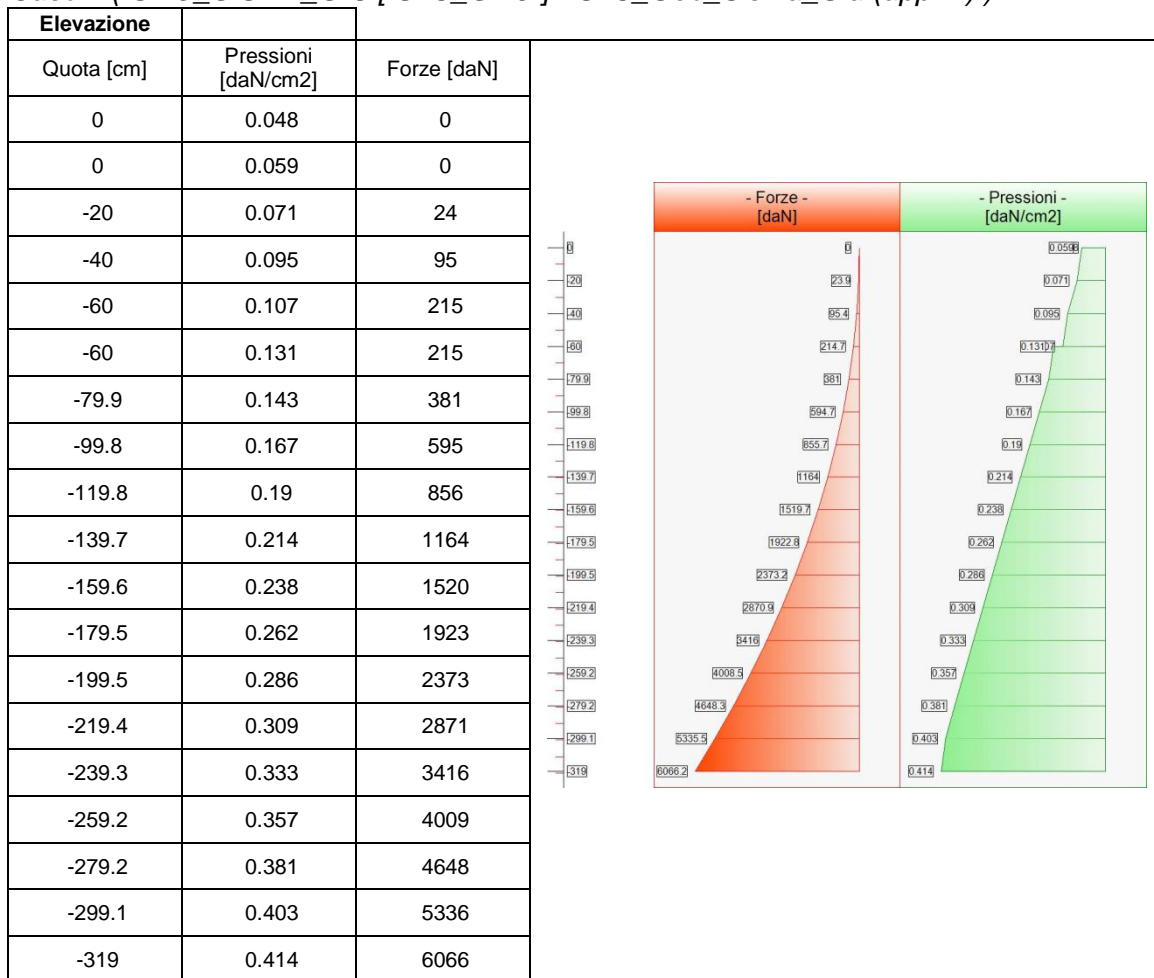 Elevazione
Quota [cm] Pressioni [daN/cm2] Forze [daN]
0 0.048 0
0 0.059 0
-20 0.071 24
-40 0.095 95
-60 0.107 215
-60 0.131 215
-79.9 0.143 381
-99.8 0.167 595
-119.8 0.19 856
-139.7 0.214 1164
-159.6 0.238 1520
-179.5 0.262 1923
-199.5 0.286 2373
-219.4 0.309 2871
-239.3 0.333 3416
-259.2 0.357 4009
-279.2 0.381 4648
-299.1 0.403 5336
-319 0.414 6066
- Forze - - Pressioni -
[daN] [daN/cm2]
0 0
-20 23.9 0.071
-40 95.4 0.095
-60 214.7 0.131
-79.9 381 0.143
-99.8 594.7 0.167
-119.8 855.7 0.19
-139.7 1164 0.214
-159.6 1519.7 0.238
-179.5 1922.8 0.262
-199.5 2373.2 0.286
-219.4 2870.9 0.309
-239.3 3416 0.333
-259.2 4008.5 0.357
-279.2 4648.3 0.381
-299.1 5335.5 0.403
-319 6066.2 0.414